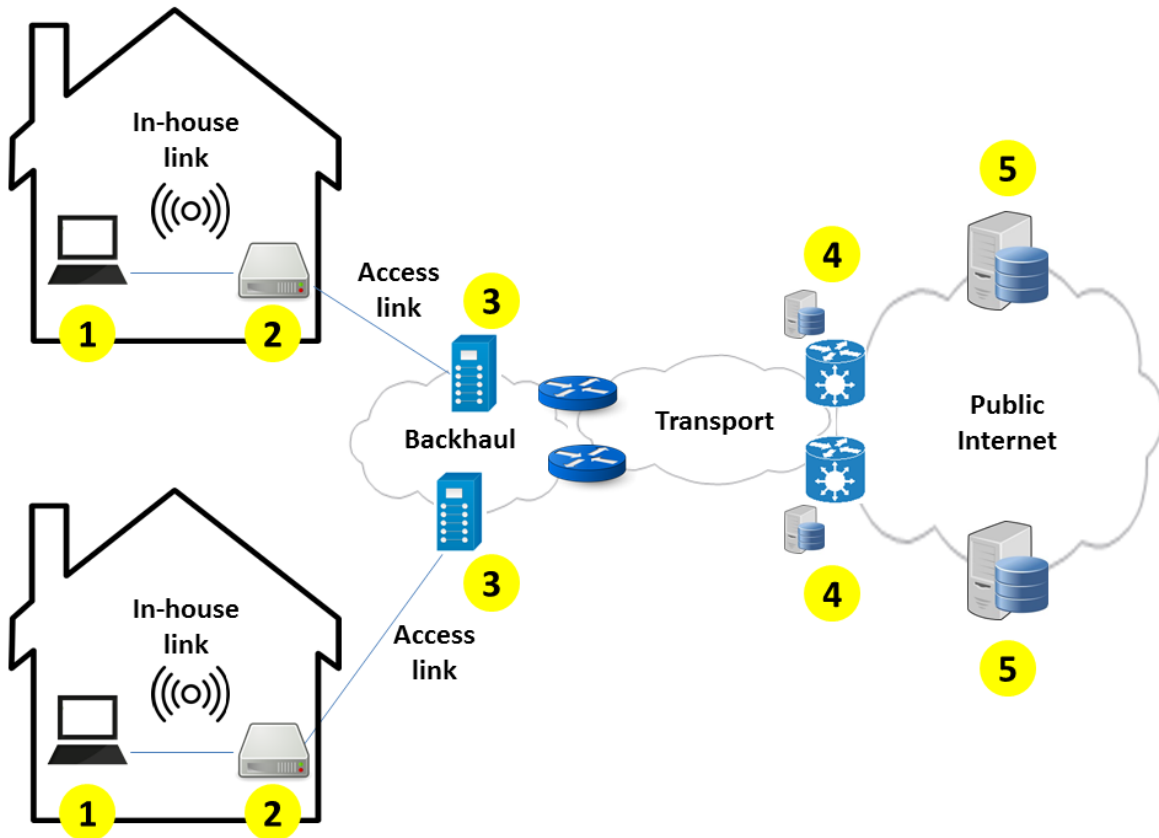 In-house
link
1
2
Access
link
3
Backhaul
Transport
4
5
Public
Internet
In-house
link
1
2
Access
link
3
4
5